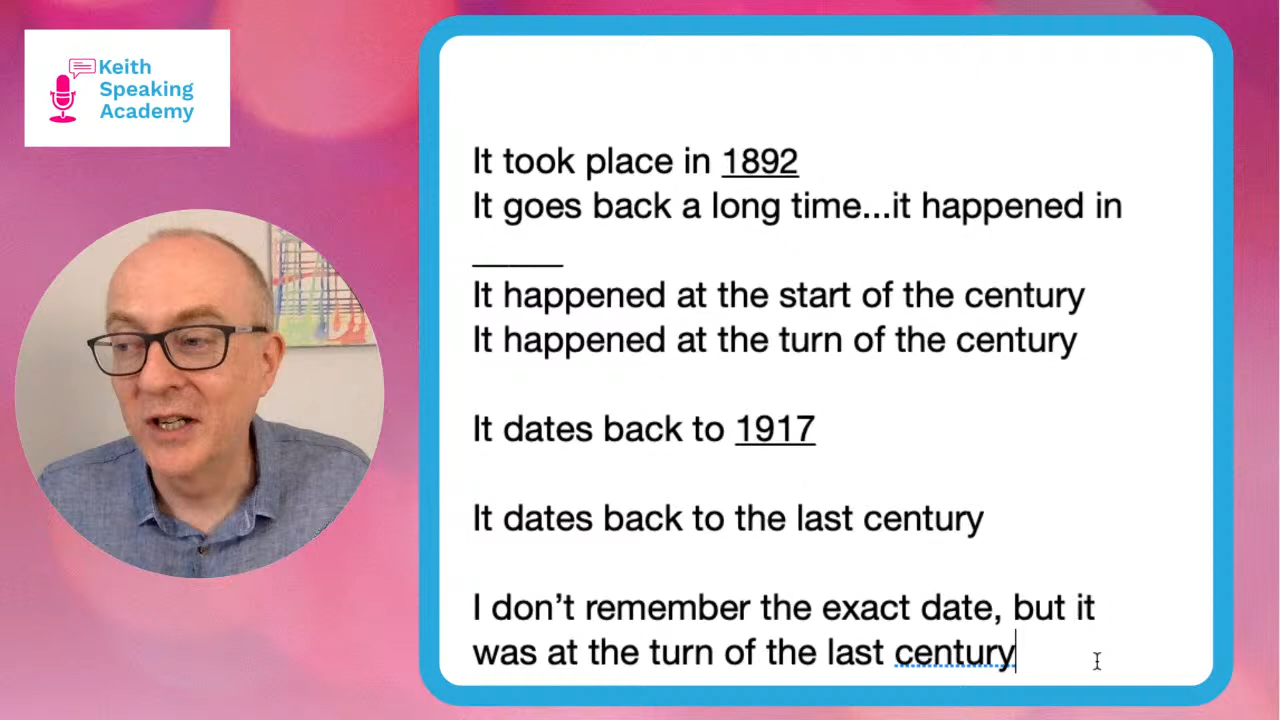 Keith
Speaking
Academy
It took place in 1892
It goes back a long time...it happened in
_____
It happened at the start of the century
It happened at the turn of the century
It dates back to 1917
It dates back to the last century
I don't remember the exact date, but it
was at the turn of the last century